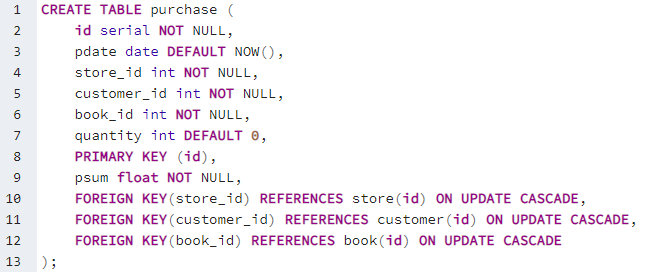 1 CREATE TABLE purchase (
2     id serial NOT NULL,
3     pdate date DEFAULT NOW(),
4     store_id int NOT NULL,
5     customer_id int NOT NULL,
6     book_id int NOT NULL,
7     quantity int DEFAULT 0,
8     PRIMARY KEY (id),
9     psum float NOT NULL,
10     FOREIGN KEY(store_id) REFERENCES store(id) ON UPDATE CASCADE,
11     FOREIGN KEY(customer_id) REFERENCES customer(id) ON UPDATE CASCADE,
12     FOREIGN KEY(book_id) REFERENCES book(id) ON UPDATE CASCADE
13 );